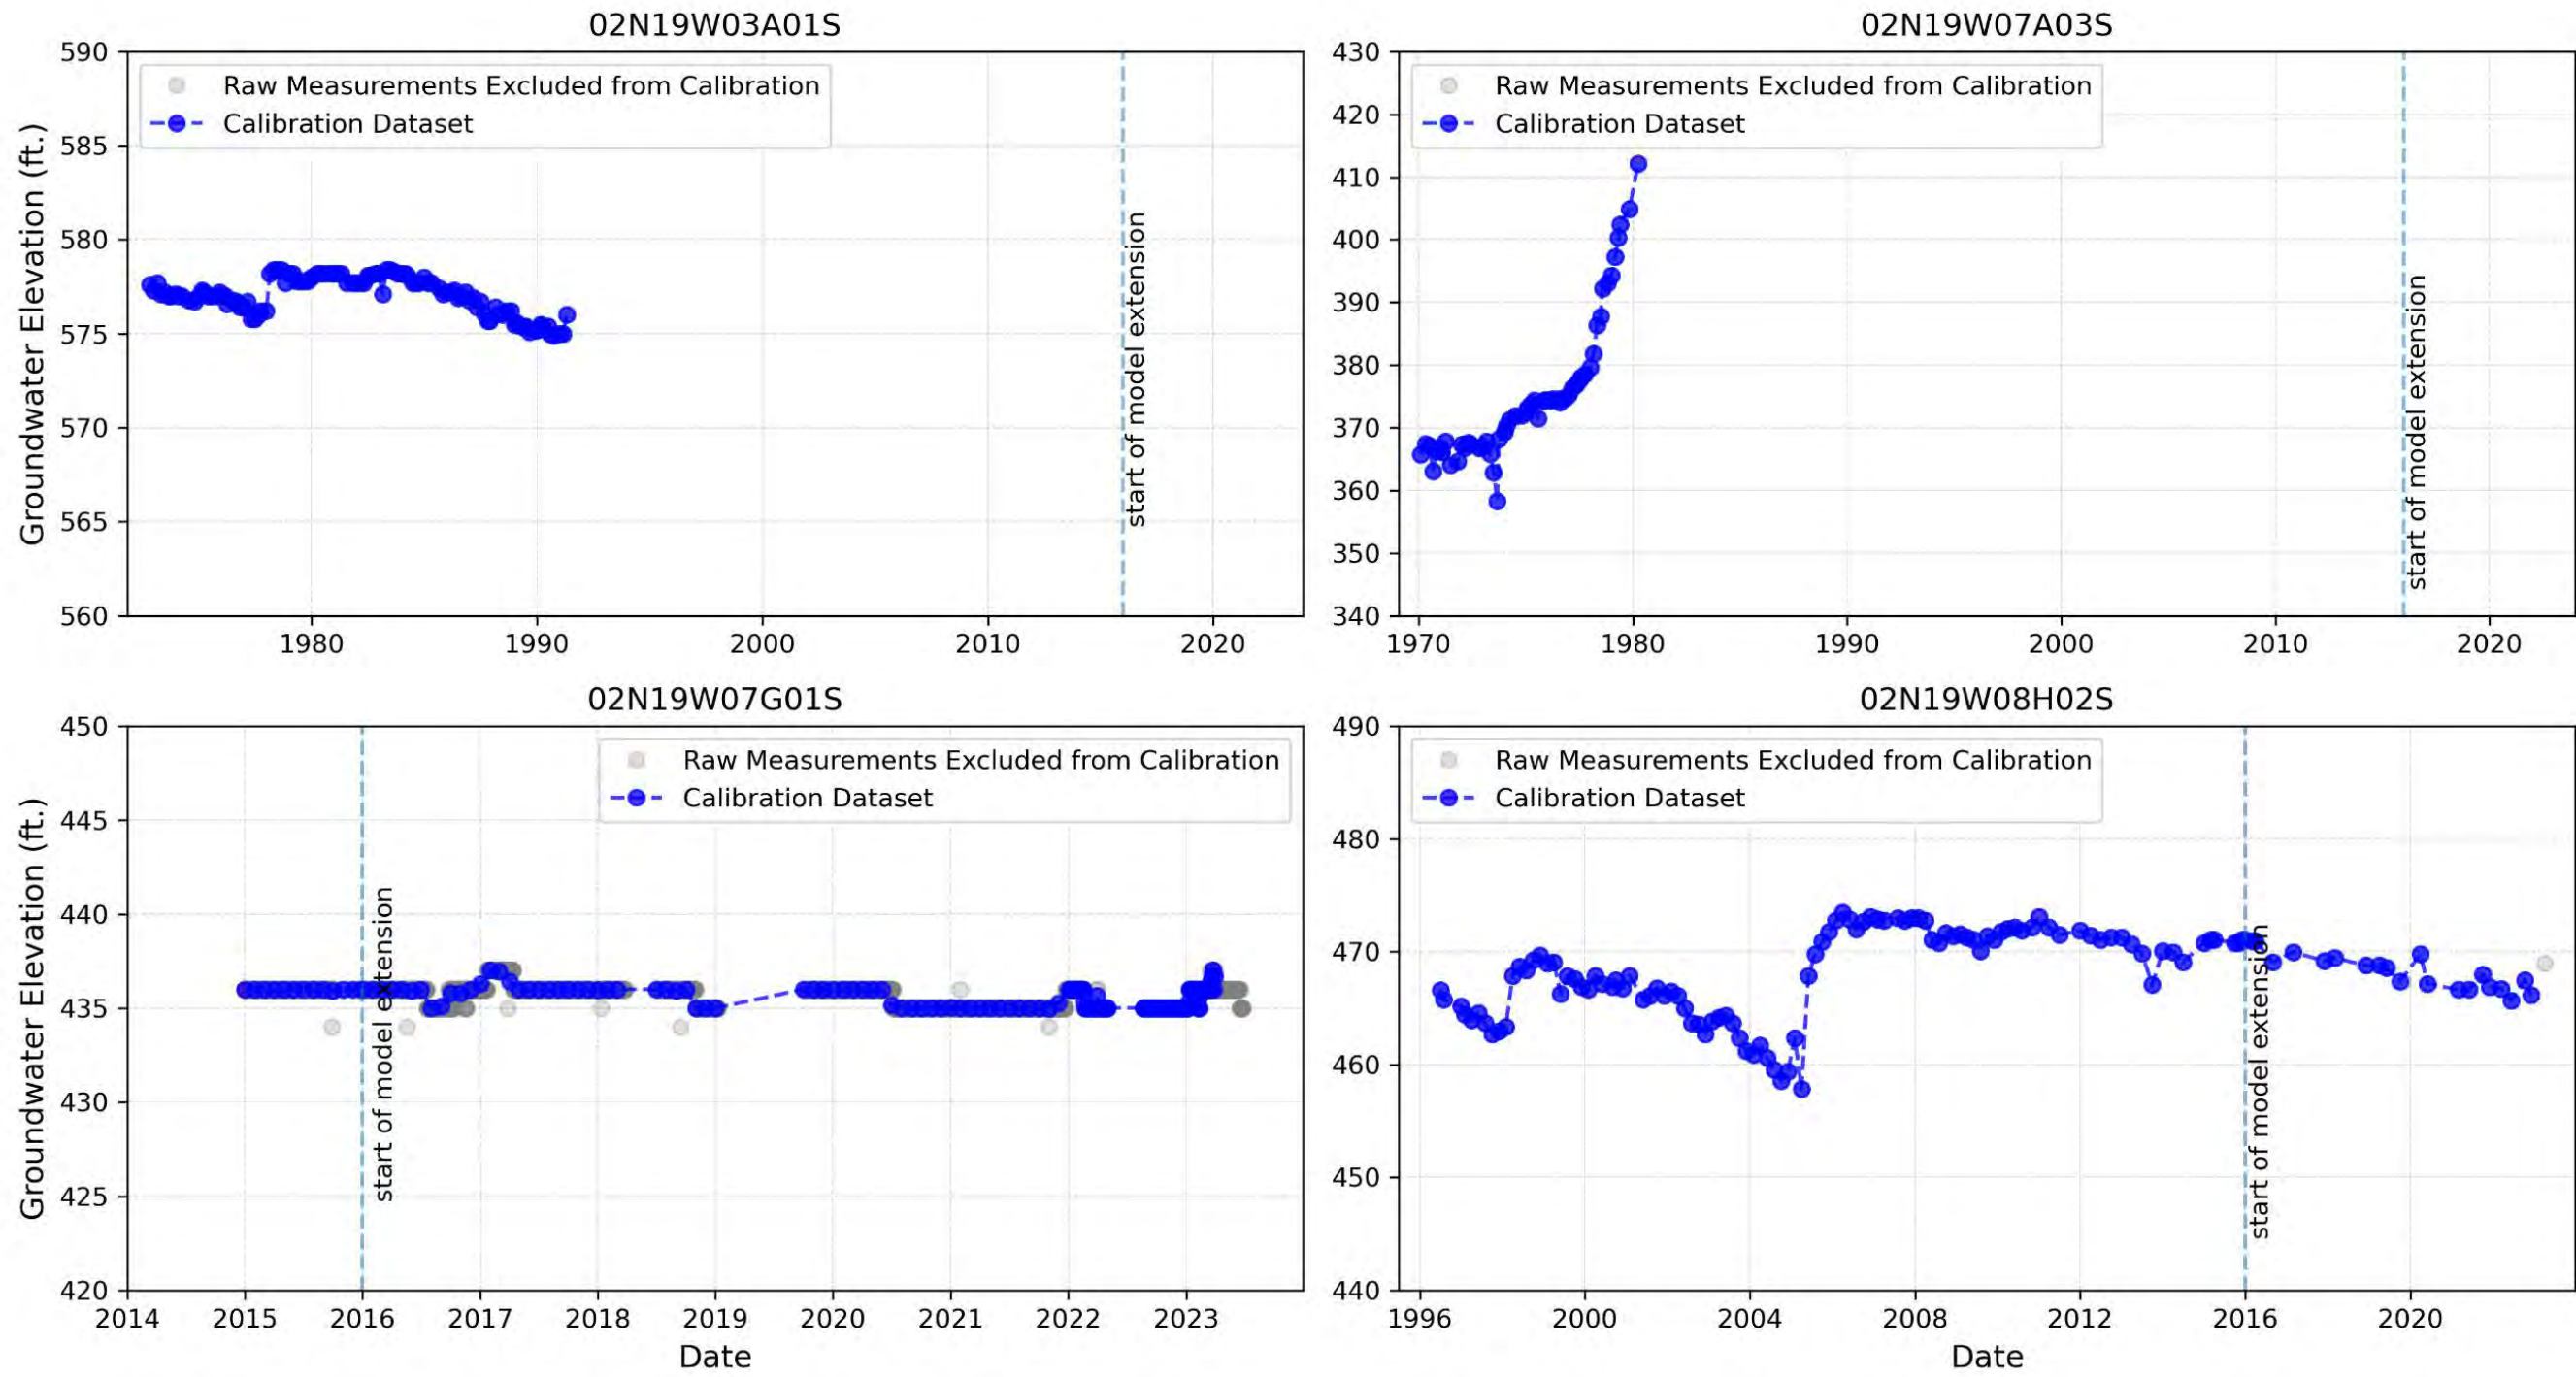 02N19W03A01S
Groundwater Elevation (ft.)
590
585
580
575
570
565
560
Raw Measurements Excluded from Calibration
Calibration Dataset
start of model extension
1980
1990
2000
2010
2020
02N19W07A03S
430
420
410
400
390
380
370
360
350
340
Raw Measurements Excluded from Calibration
Calibration Dataset
start of model extension
1970
1980
1990
2000
2010
2020
02N19W07G01S
Groundwater Elevation (ft.)
450
445
440
435
430
425
420
Raw Measurements Excluded from Calibration
Calibration Dataset
start of model extension
2014
2015
2016
2017
2018
2019
2020
2021
2022
2023
Date
02N19W08H02S
490
480
470
460
450
440
Raw Measurements Excluded from Calibration
Calibration Dataset
start of model extension
1996
2000
2004
2008
2012
2016
2020
Date